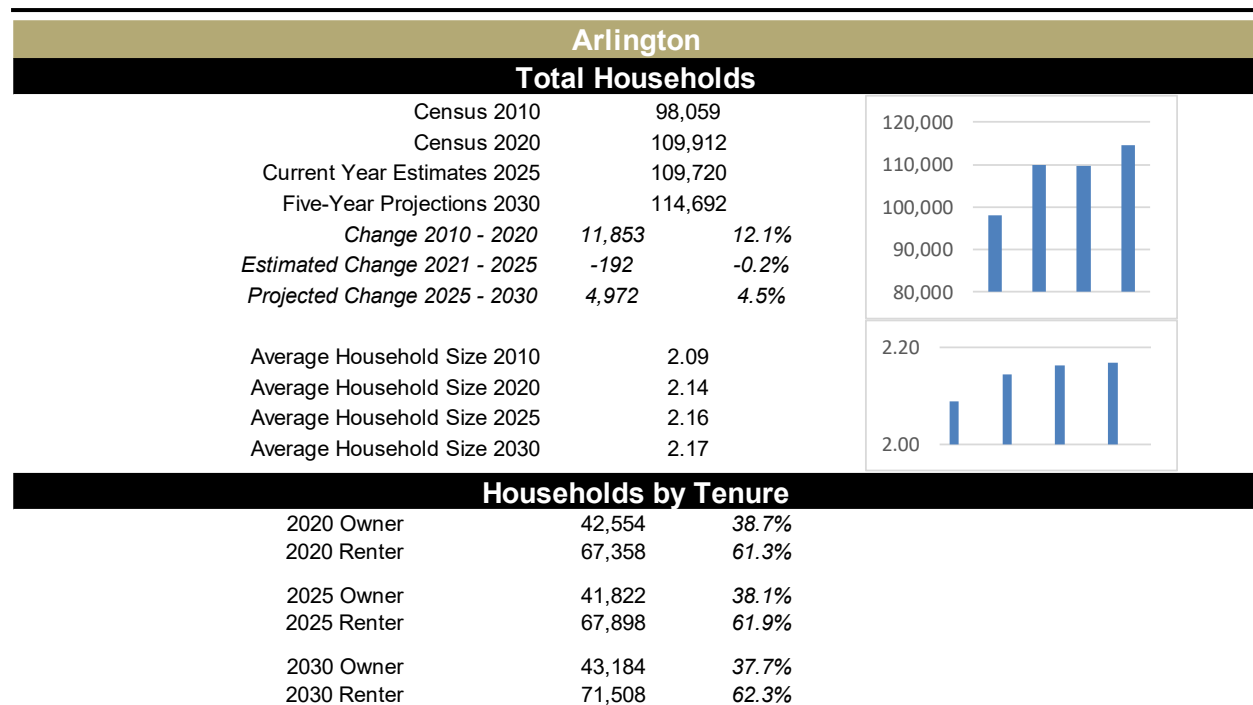 Arlington
Total Households
Census 2010 98,059
Census 2020 109,912
Current Year Estimates 2025 109,720
Five-Year Projections 2030 114,692
Change 2010 - 2020 11,853 12.1%
Estimated Change 2021 - 2025 -192 -0.2%
Projected Change 2025 - 2030 4,972 4.5%
120,000
110,000
100,000
90,000
80,000
Average Household Size 2010 2.09
Average Household Size 2020 2.14
Average Household Size 2025 2.16
Average Household Size 2030 2.17
2.20
2.00
Households by Tenure
2020 Owner 42,554 38.7%
2020 Renter 67,358 61.3%
2025 Owner 41,822 38.1%
2025 Renter 67,898 61.9%
2030 Owner 43,184 37.7%
2030 Renter 71,508 62.3%